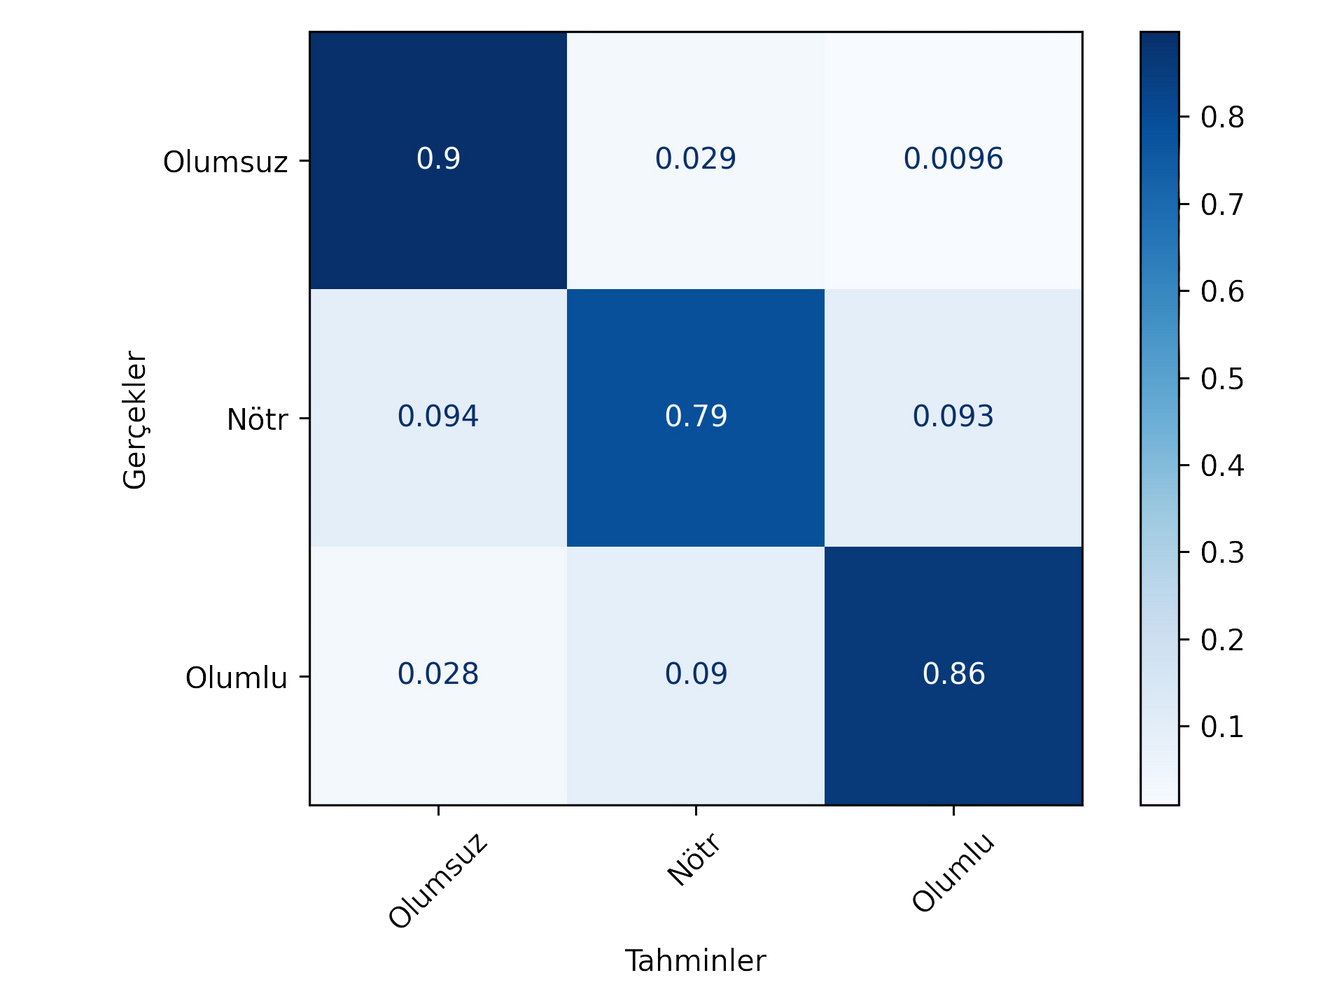 Olumsuz 0.9 0.029 0.0096
Nötr 0.094 0.79 0.093
Olumlu 0.028 0.09 0.86
Gerçekler
Olumsuz Nötr Olumlu
Tahminler
0.8
0.7
0.6
0.5
0.4
0.3
0.2
0.1